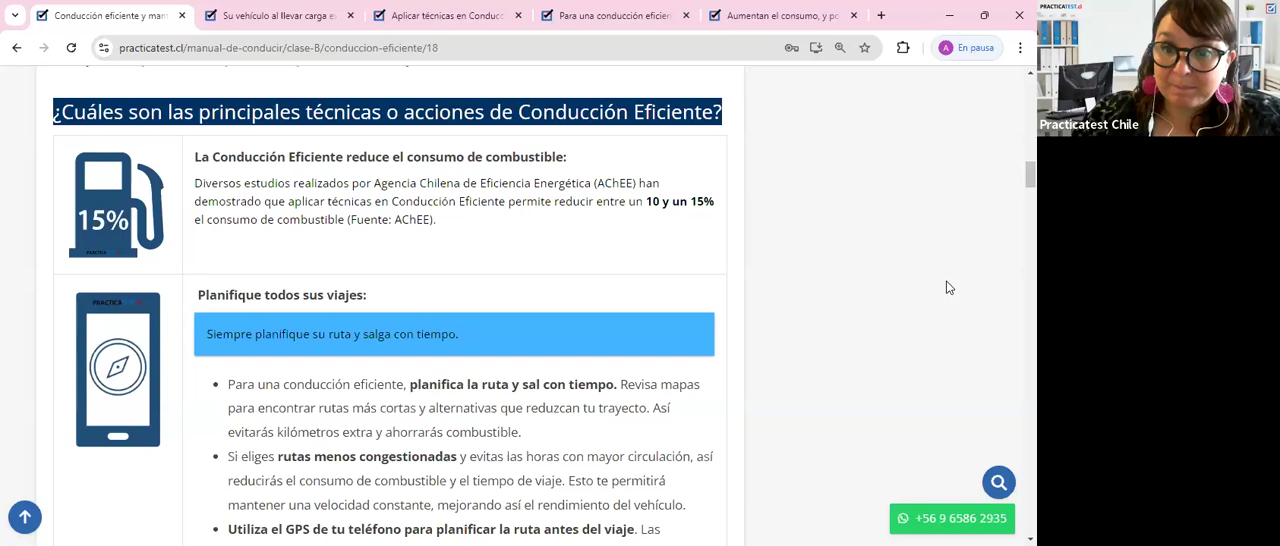 Conducción eficiente y man
Su vehículo al llevar carga e
Aplicar técnicas en Conducc
Para una conducción eficien
Aumentan el consumo, y po
practicatest.cl/manual-de-conducir/clase-B/conduccion-eficiente/18
A
En pausa
PRACTICATEST.cl
Practicatest Chile
¿Cuáles son las principales técnicas o acciones de Conducción Eficiente?
15%
La Conducción Eficiente reduce el consumo de combustible:
Diversos estudios realizados por Agencia Chilena de Eficiencia Energética (AChEE) han
demostrado que aplicar técnicas en Conducción Eficiente permite reducir entre un 10 y un 15%
el consumo de combustible (Fuente: AChEE).
Planifique todos sus viajes:
Siempre planifique su ruta y salga con tiempo.
Para una conducción eficiente, planifica la ruta y sal con tiempo. Revisa mapas
para encontrar rutas más cortas y alternativas que reduzcan tu trayecto. Así
evitarás kilómetros extra y ahorrarás combustible.
Si eliges rutas menos congestionadas y evitas las horas con mayor circulación, así
reducirás el consumo de combustible y el tiempo de viaje. Esto te permitirá
mantener una velocidad constante, mejorando así el rendimiento del vehículo.
Utiliza el GPS de tu teléfono para planificar la ruta antes del viaje. Las
+56 9 6586 2935